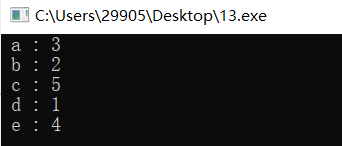 C:\Users\29905\Desktop\13.exe
a : 3
b : 2
c : 5
d : 1
e : 4